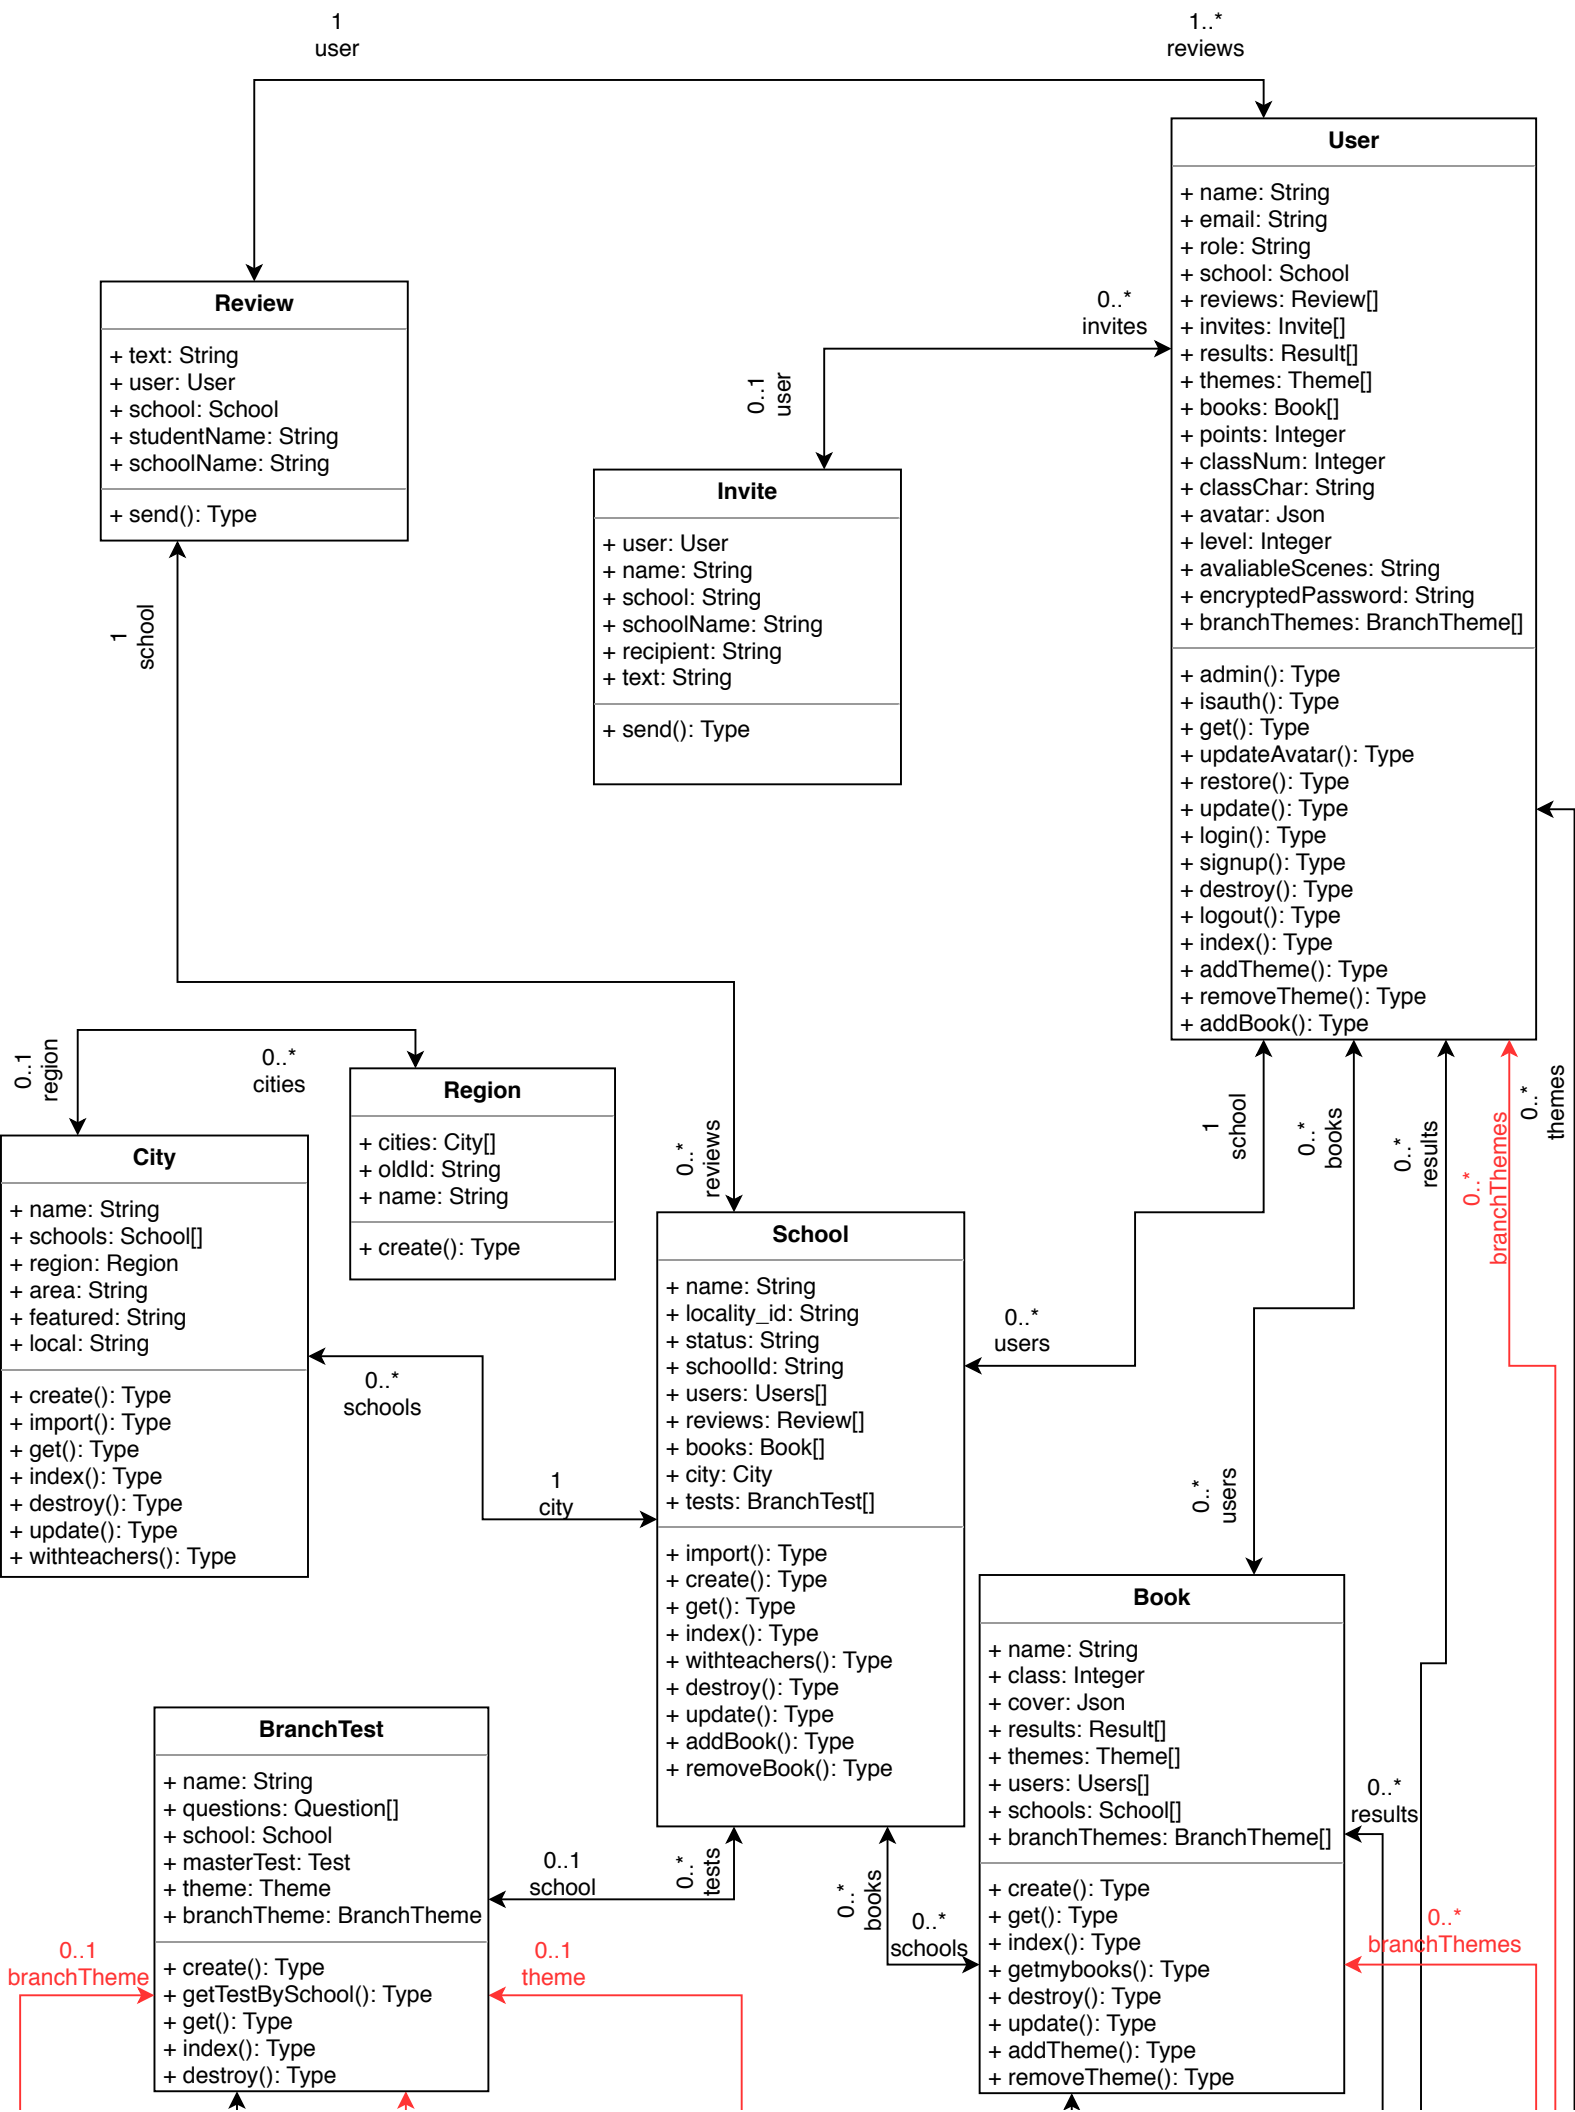 1
user
1..*
reviews
User
+ name: String
+ email: String
+ role: String
+ school: School
+ reviews: Review[]
+ invites: Invite[]
+ results: Result[]
+ themes: Theme[]
+ books: Book[]
+ points: Integer
+ classNum: Integer
+ classChar: String
+ avatar: Json
+ level: Integer
+ avaliableScenes: String
+ encryptedPassword: String
+ branchThemes: BranchTheme[]
+ admin(): Type
+ isauth(): Type
+ get(): Type
+ updateAvatar(): Type
+ restore(): Type
+ update(): Type
+ login(): Type
+ signup(): Type
+ destroy(): Type
+ logout(): Type
+ index(): Type
+ addTheme(): Type
+ removeTheme(): Type
+ addBook(): Type
Review
+ text: String
+ user: User
+ school: School
+ studentName: String
+ schoolName: String
+ send(): Type
0..*
invites
0..1
user
Invite
+ user: User
+ name: String
+ school: String
+ schoolName: String
+ recipient: String
+ text: String
+ send(): Type
1
school
0..1
region
0..*
cities
Region
+ cities: City[]
+ oldId: String
+ name: String
+ create(): Type
0..*
reviews
1
school
0..*
books
0..*
results
0..*
branchThemes
0..*
themes
City
+ name: String
+ schools: School[]
+ region: Region
+ area: String
+ featured: String
+ local: String
+ create(): Type
+ import(): Type
+ get(): Type
+ index(): Type
+ destroy(): Type
+ update(): Type
+ withteachers(): Type
0..*
schools
1
city
School
+ name: String
+ locality_id: String
+ status: String
+ schoolId: String
+ users: Users[]
+ reviews: Review[]
+ books: Book[]
+ city: City
+ tests: BranchTest[]
+ import(): Type
+ create(): Type
+ get(): Type
+ index(): Type
+ withteachers(): Type
+ destroy(): Type
+ update(): Type
+ addBook(): Type
+ removeBook(): Type
0..*
users
0..*
users
Book
+ name: String
+ class: Integer
+ cover: Json
+ results: Result[]
+ themes: Theme[]
+ users: Users[]
+ schools: School[]
+ branchThemes: BranchTheme[]
+ create(): Type
+ get(): Type
+ index(): Type
+ getmybooks(): Type
+ destroy(): Type
+ update(): Type
+ addTheme(): Type
+ removeTheme(): Type
0..*
results
0..*
branchThemes
BranchTest
+ name: String
+ questions: Question[]
+ school: School
+ masterTest: Test
+ theme: Theme
+ branchTheme: BranchTheme
+ create(): Type
+ getTestBySchool(): Type
+ get(): Type
+ index(): Type
+ destroy(): Type
0..1
school
0..*
tests
0..*
books
0..*
schools
0..1
branchTheme
0..1
theme